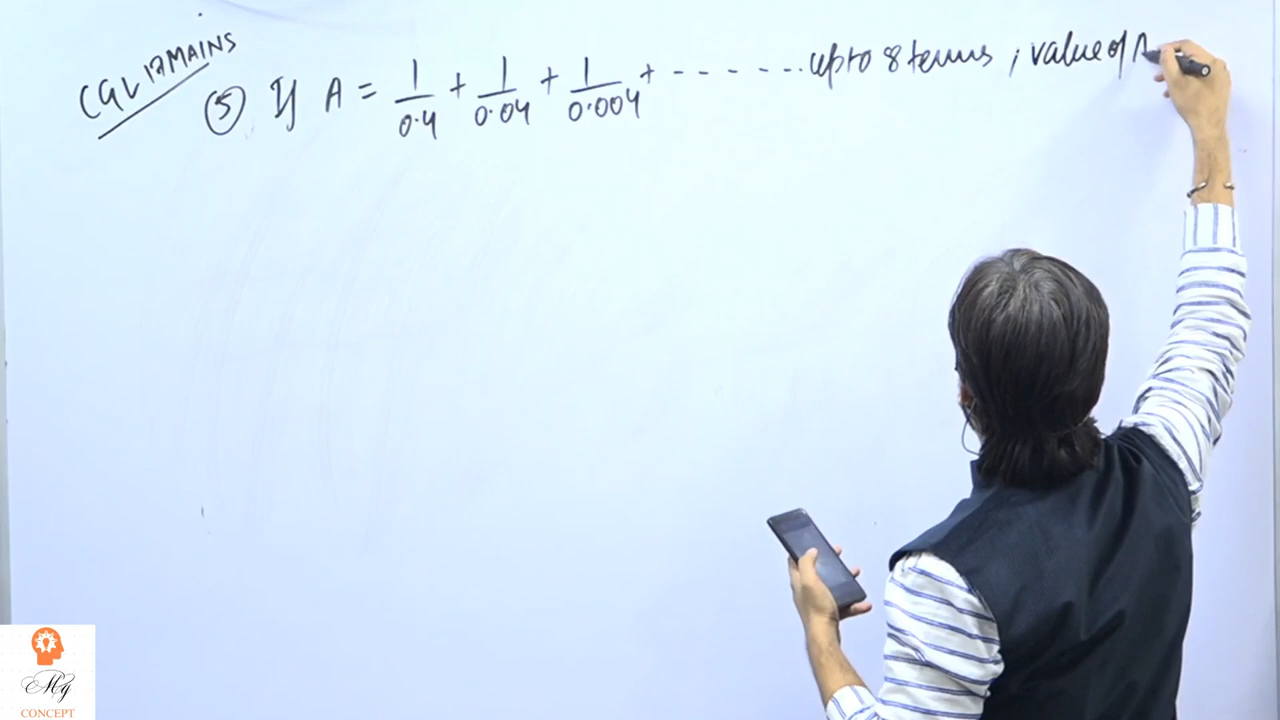 CGL 17 MAINS
⑤ If A = 1/0.4 + 1/0.04 + 1/0.004 + - - - - - - .. upto 8 terms ; value of A
Mg
CONCEPT